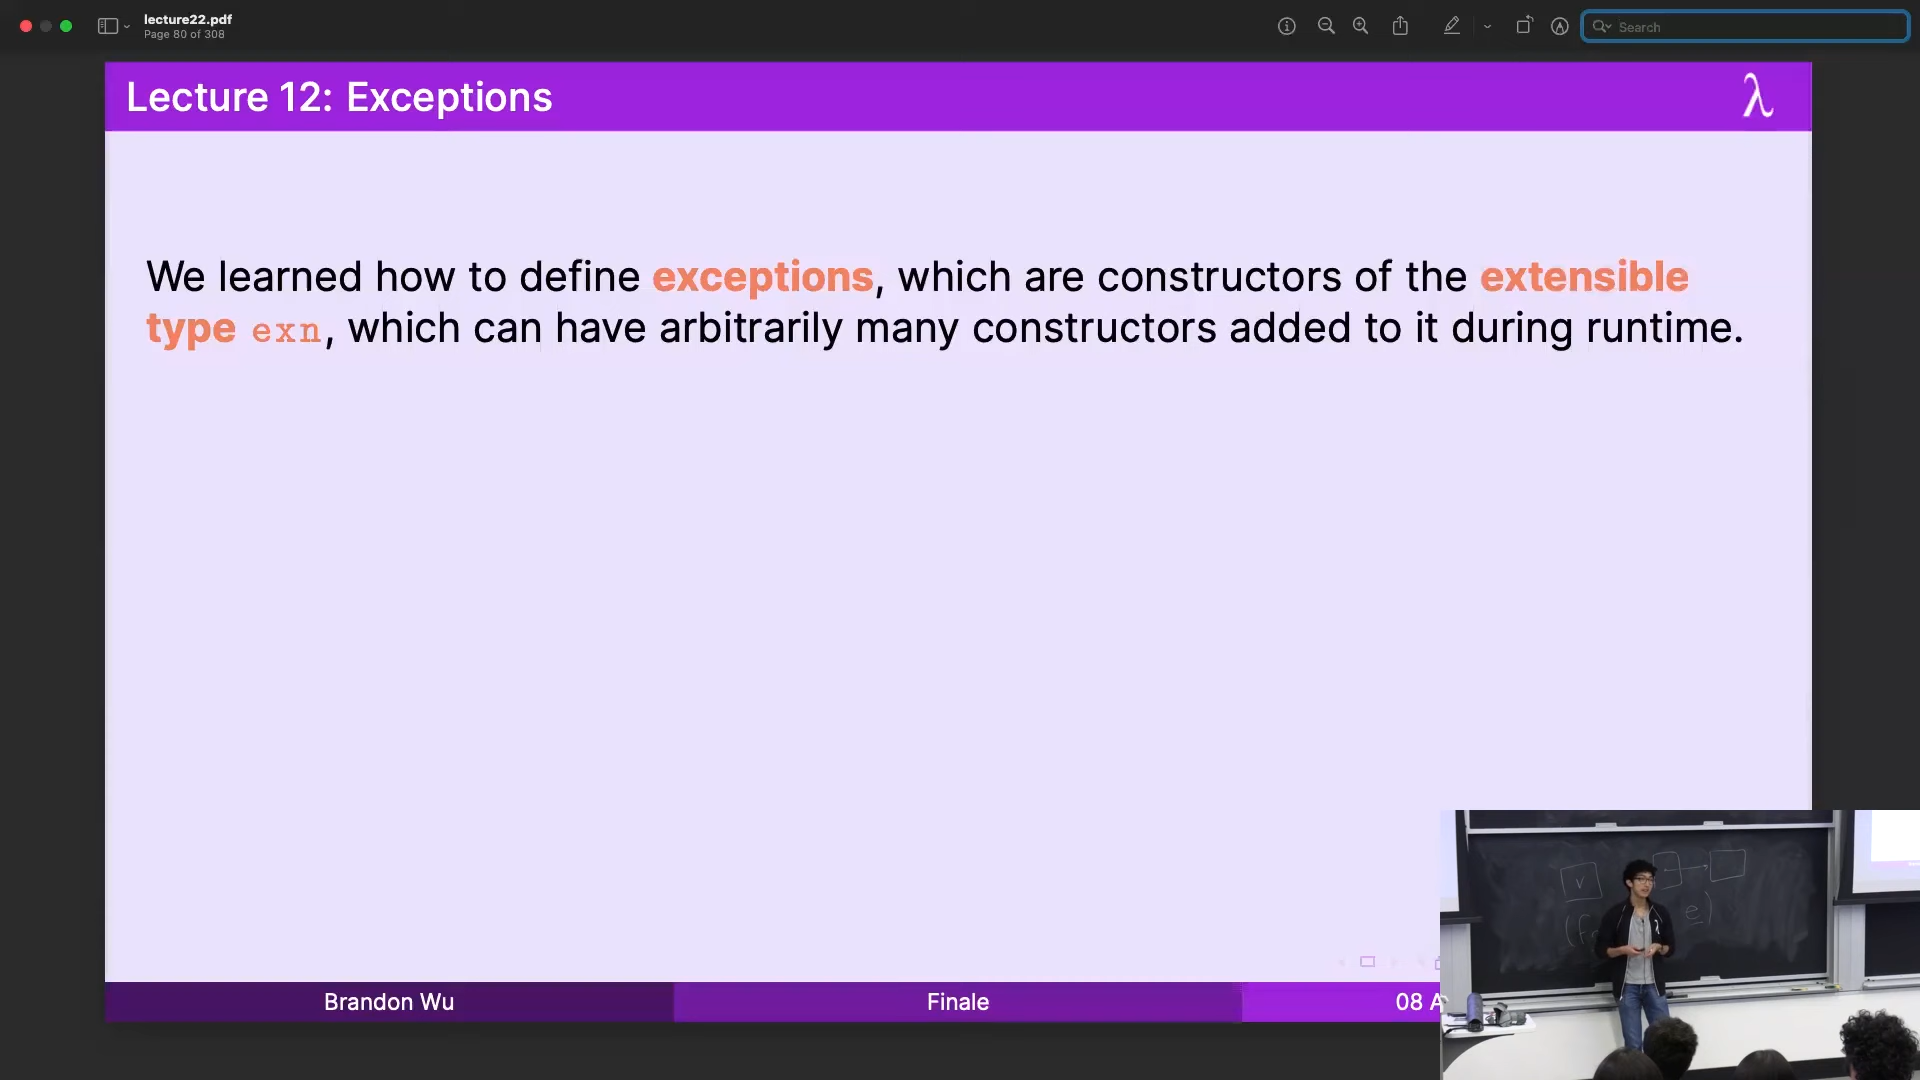 lecture22.pdf
Page 80 of 308
Search
Lecture 12: Exceptions
λ
We learned how to define exceptions, which are constructors of the extensible
type exn, which can have arbitrarily many constructors added to it during runtime.
v
e)
Brandon Wu
Finale
08 A